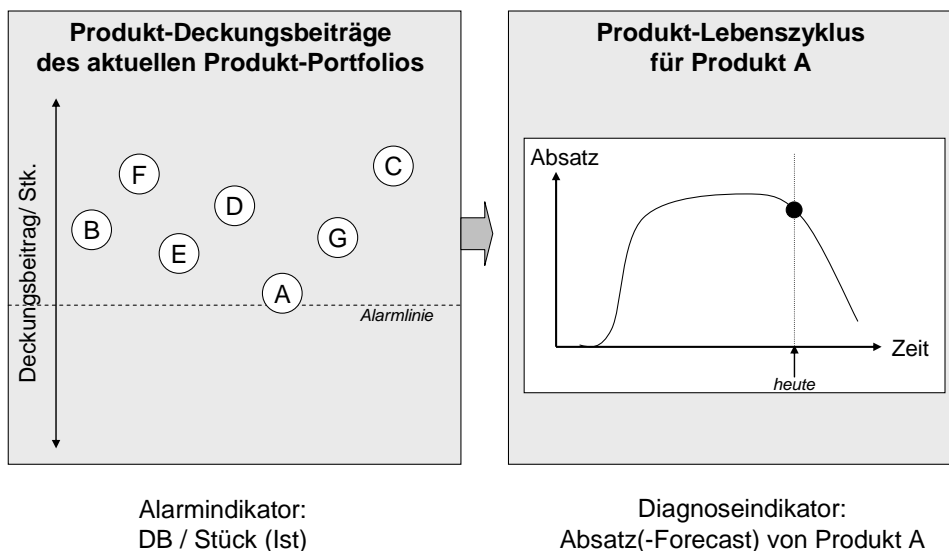 Produkt-Deckungsbeiträge
des aktuellen Produkt-Portfolios
Deckungsbeitrag/ Stk.
C
F
D
B
G
E
A
Alarmlinie
Alarmindikator:
DB / Stück (Ist)
Produkt-Lebenszyklus
für Produkt A
Absatz
Zeit
heute
Diagnoseindikator:
Absatz(-Forecast) von Produkt A